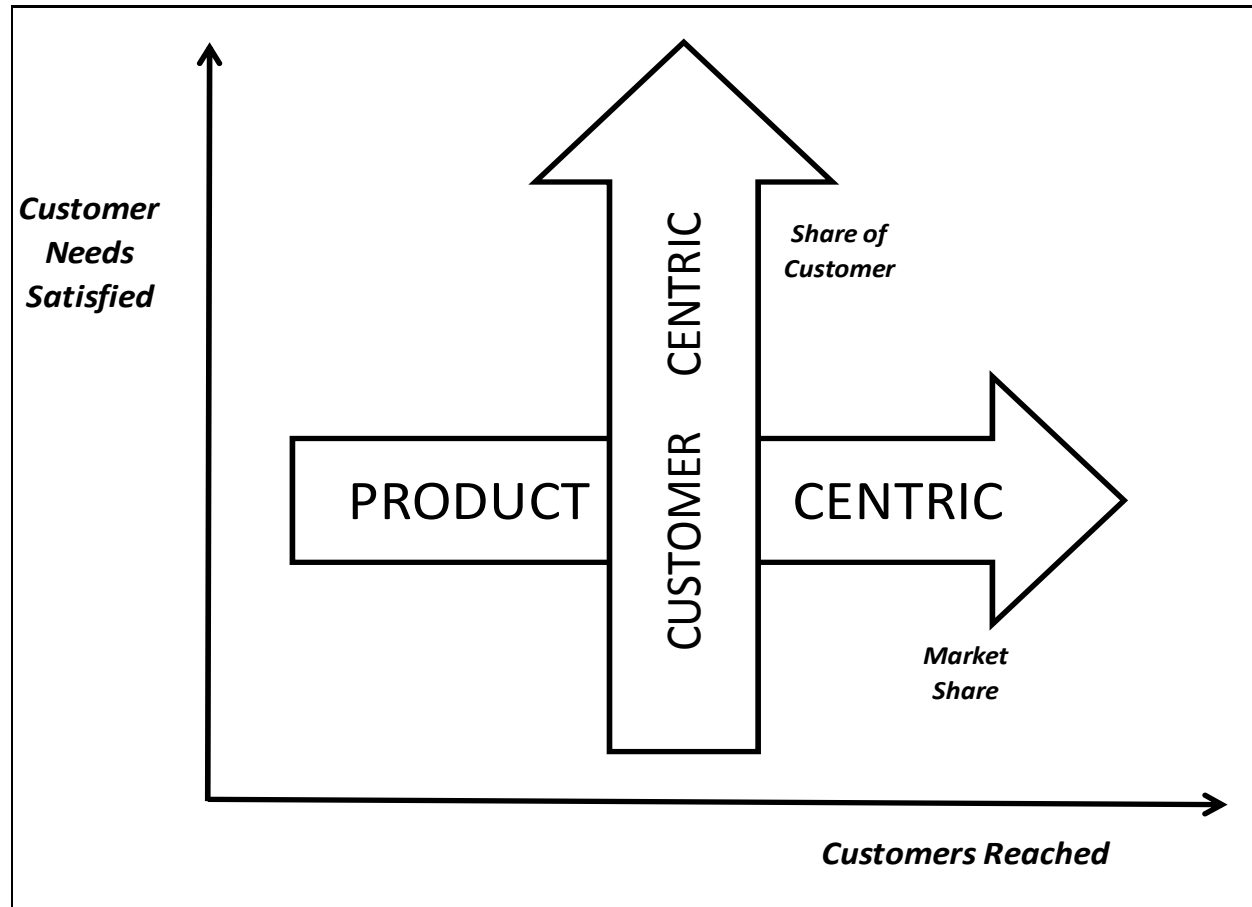 Customer
Needs
Satisfied
CUSTOMER CENTRIC
Share of
Customer
PRODUCT CENTRIC
Market
Share
Customers Reached